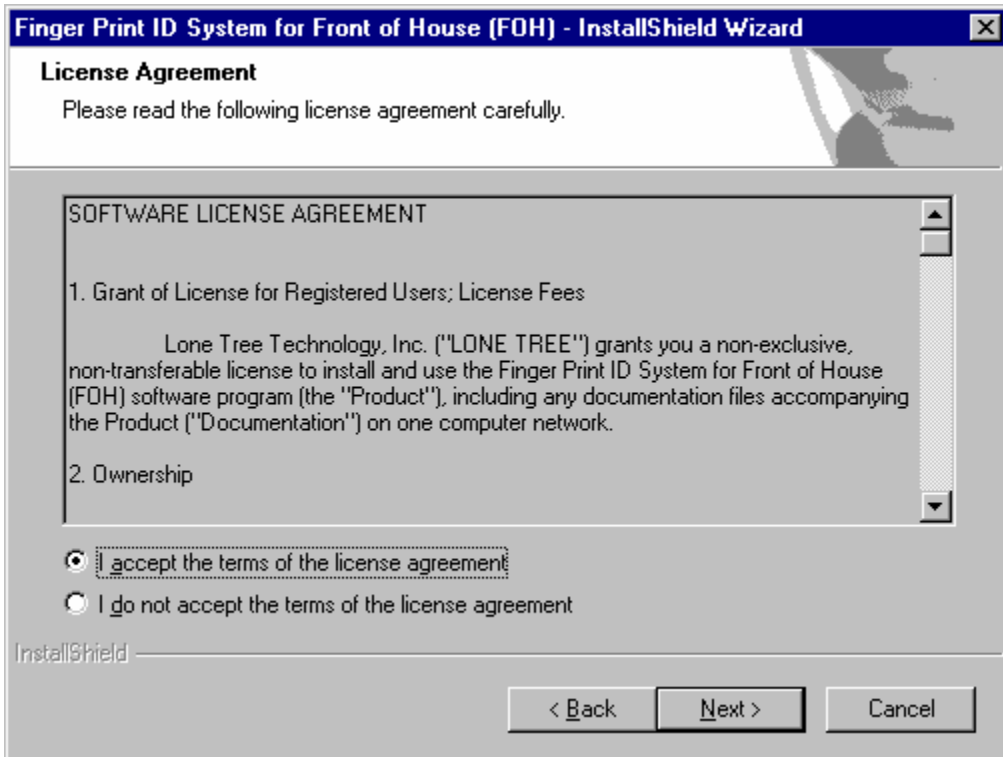 Finger Print ID System for Front of House (FOH) - InstallShield Wizard
License Agreement
Please read the following license agreement carefully.
SOFTWARE LICENSE AGREEMENT
1. Grant of License for Registered Users; License Fees
Lone Tree Technology, Inc. ("LONE TREE") grants you a non-exclusive,
non-transferable license to install and use the Finger Print ID System for Front of House
(FOH) software program (the "Product"), including any documentation files accompanying
the Product ("Documentation") on one computer network.
2. Ownership
I accept the terms of the license agreement
I do not accept the terms of the license agreement
InstallShield
< Back Next > Cancel